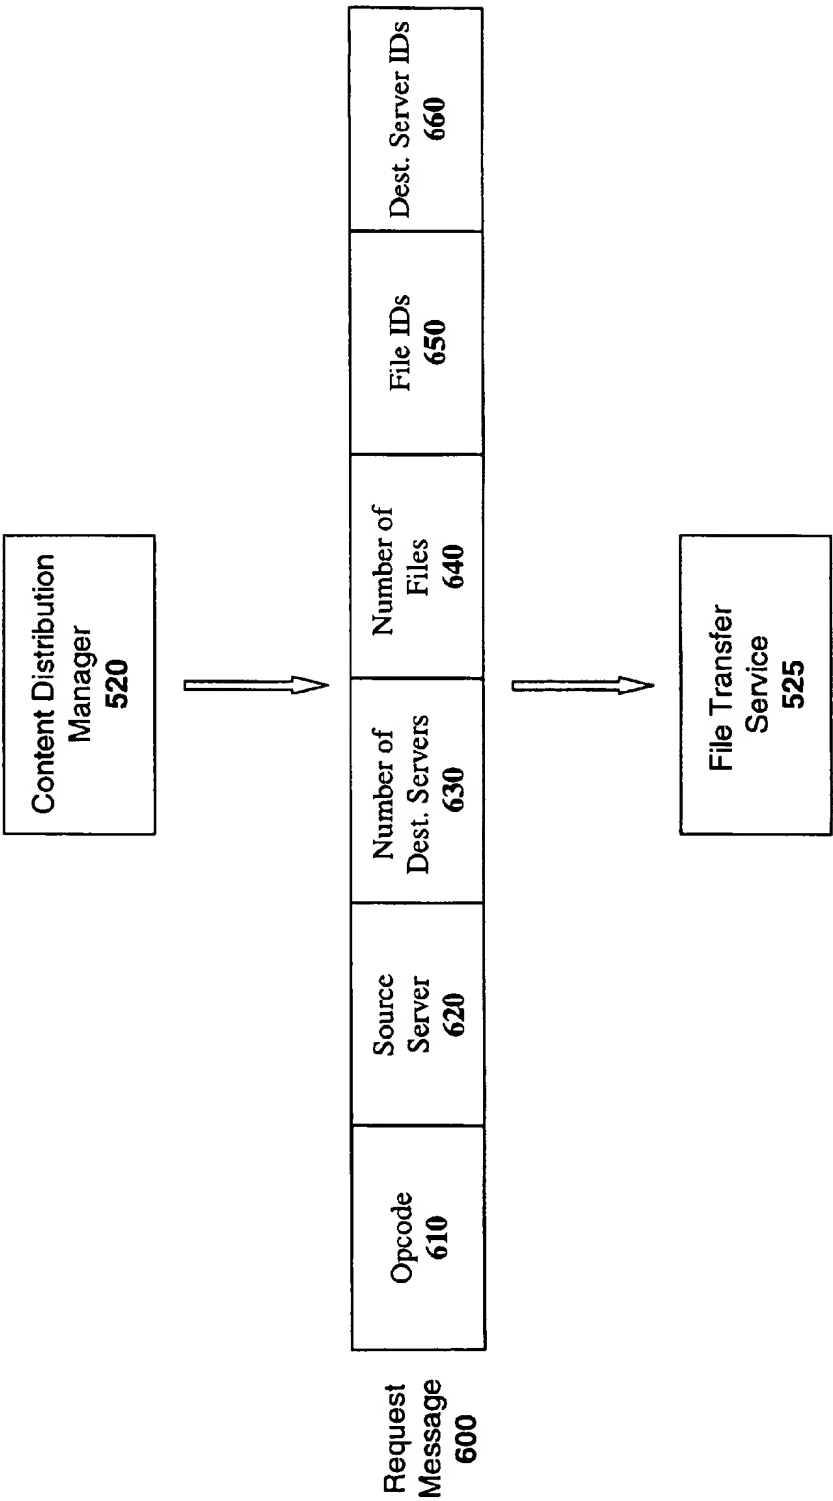 Content Distribution
Manager
520
Request
Message
600
Opcode
610
Source
Server
620
Number of
Dest. Servers
630
Number of
Files
640
File IDs
650
Dest. Server IDs
660
File Transfer
Service
525